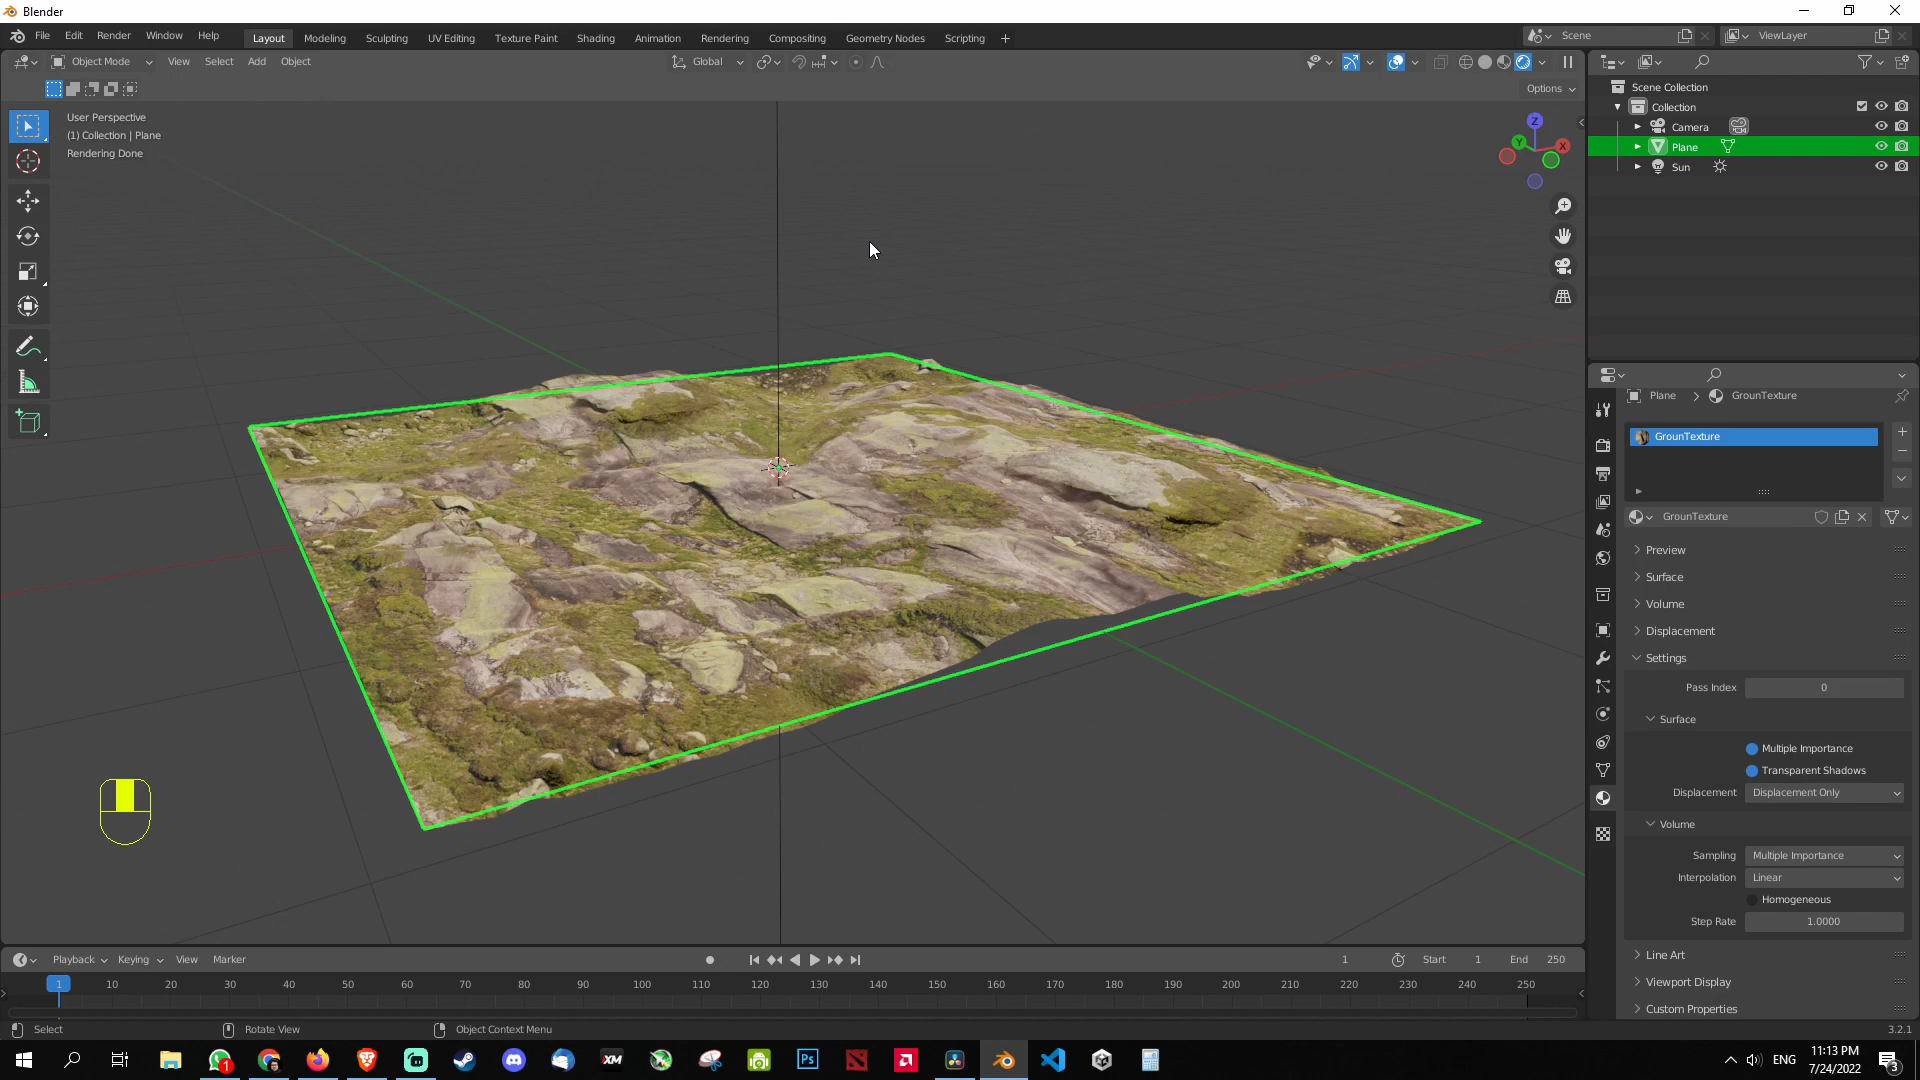 Blender
File Edit Render Window Help Layout Modeling Sculpting UV Editing Texture Paint Shading Animation Rendering Compositing Geometry Nodes Scripting + Scene ViewLayer
Object Mode View Select Add Object Global
Options
User Perspective
(1) Collection | Plane
Rendering Done
Z
Y
X
Scene Collection
Collection
Camera
Plane
Sun
Plane > GrounTexture
GrounTexture
GrounTexture
Preview
Surface
Volume
Displacement
Settings
Pass Index 0
Surface
Multiple Importance
Transparent Shadows
Displacement Displacement Only
Volume
Sampling Multiple Importance
Interpolation Linear
Homogeneous
Step Rate 1.0000
Line Art
Viewport Display
Custom Properties
Playback Keying View Marker 1 Start 1 End 250
1 10 20 30 40 50 60 70 80 90 100 110 120 130 140 150 160 170 180 190 200 210 220 230 240 250
Select Rotate View Object Context Menu 3.2.1
1 XM Ps ENG 11:13 PM
7/24/2022
3